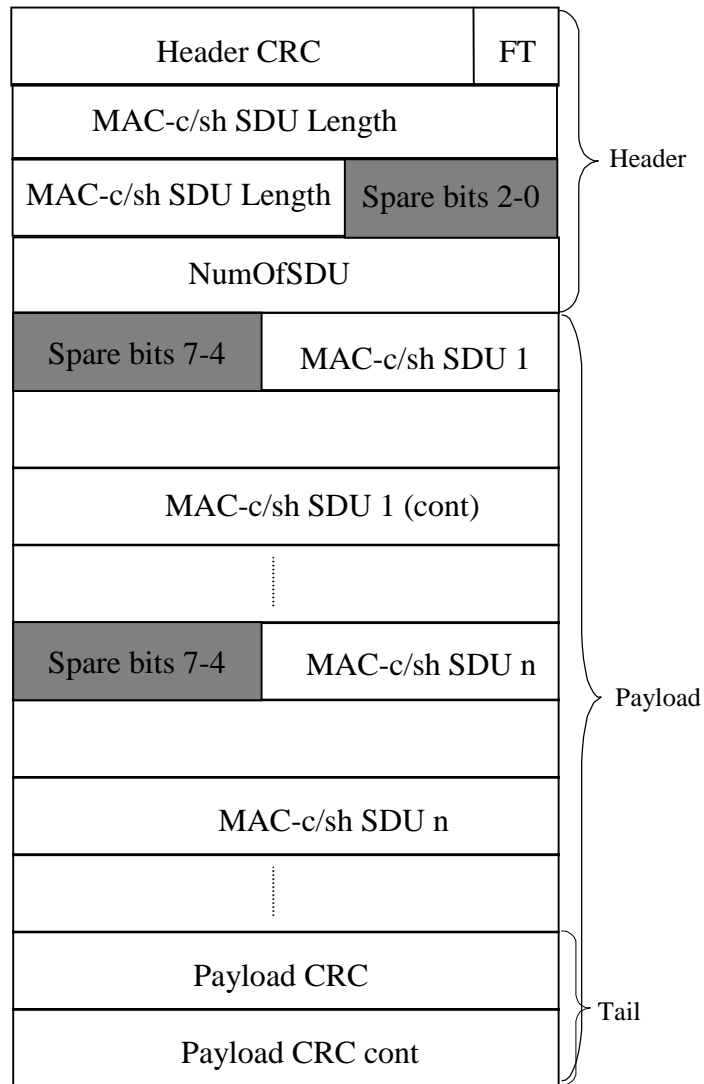 Header CRC FT
MAC-c/sh SDU Length
Header
MAC-c/sh SDU Length Spare bits 2-0
NumOfSDU
Spare bits 7-4 MAC-c/sh SDU 1
MAC-c/sh SDU 1 (cont)
Spare bits 7-4 MAC-c/sh SDU n
Payload
MAC-c/sh SDU n
Payload CRC
Tail
Payload CRC cont